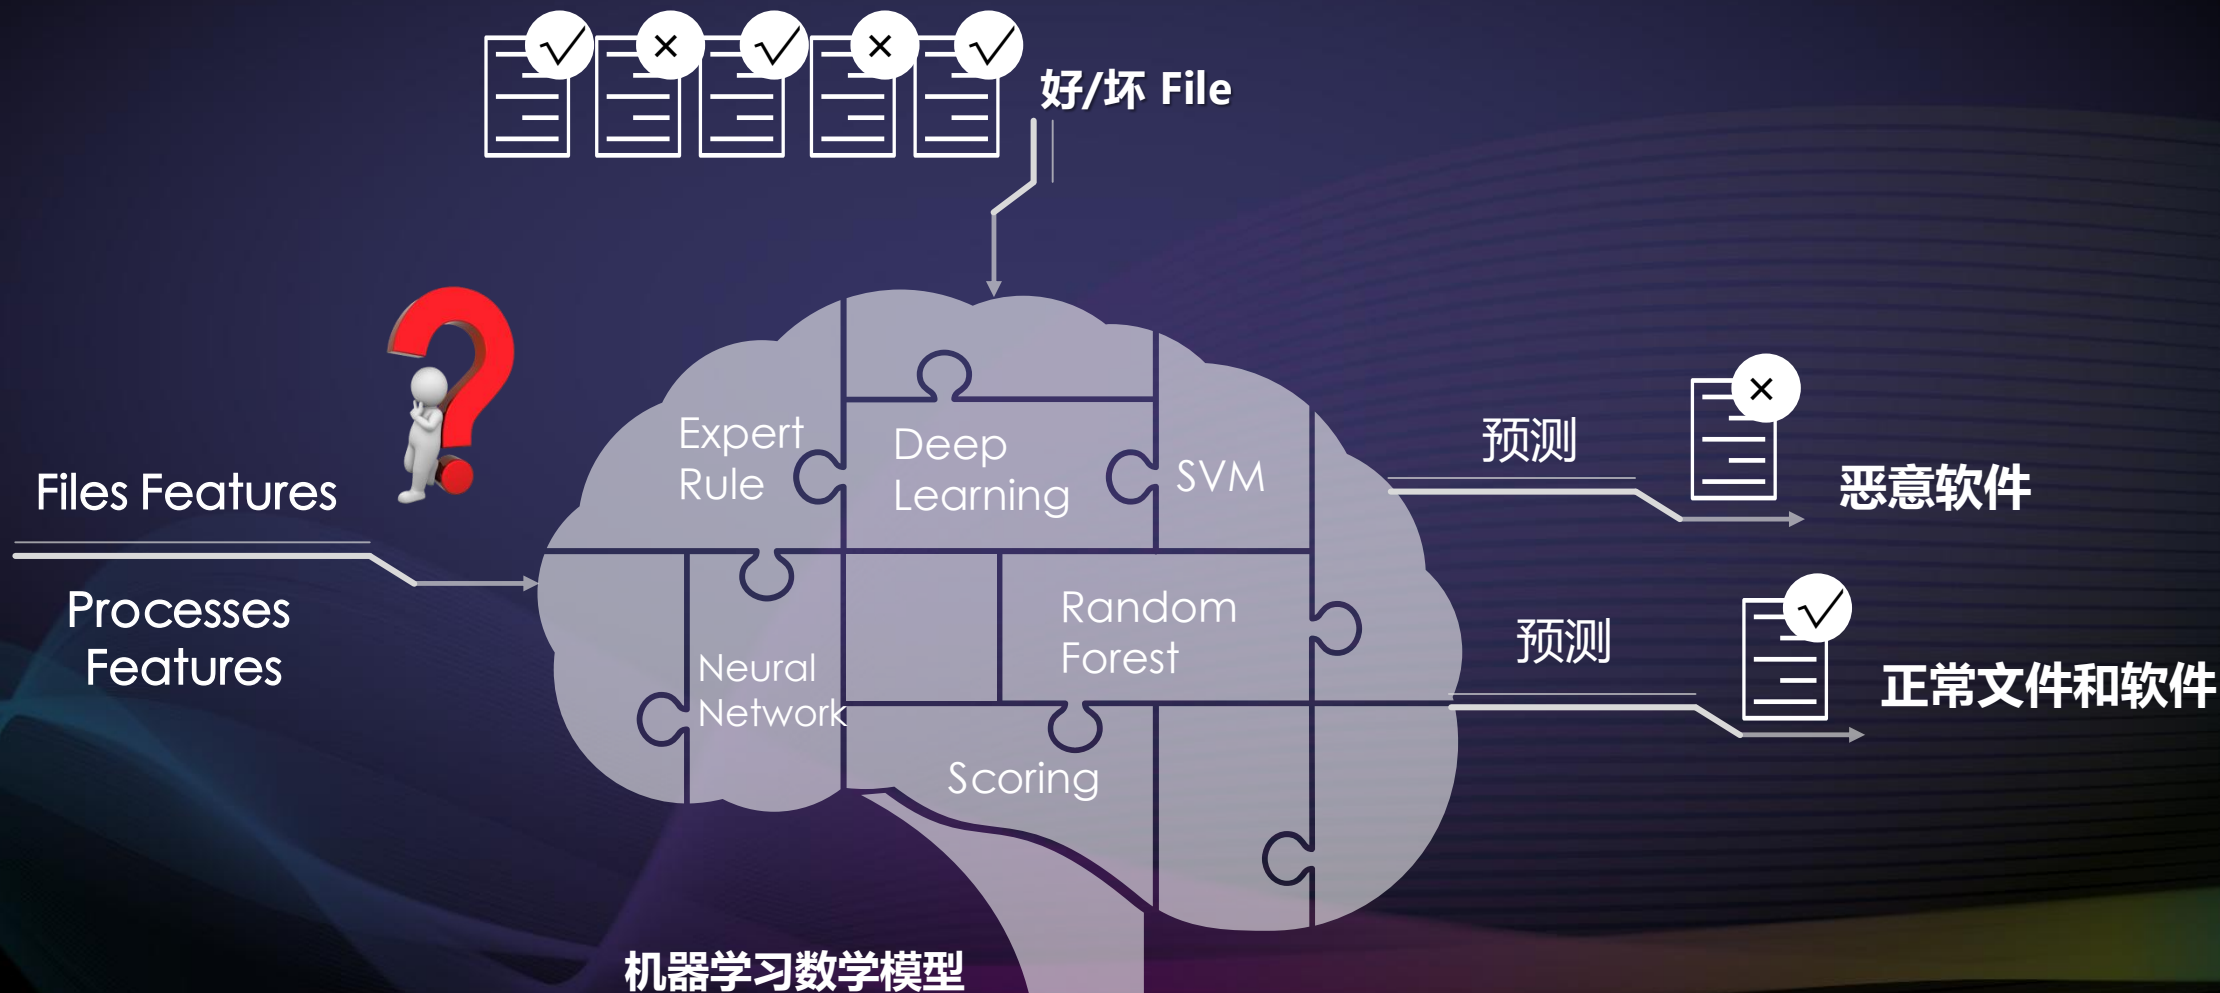 好/坏 File
Files Features
Processes
Features
Expert
Rule
Deep
Learning
SVM
Neural
Network
Random
Forest
Scoring
预测
恶意软件
预测
正常文件和软件
机器学习数学模型